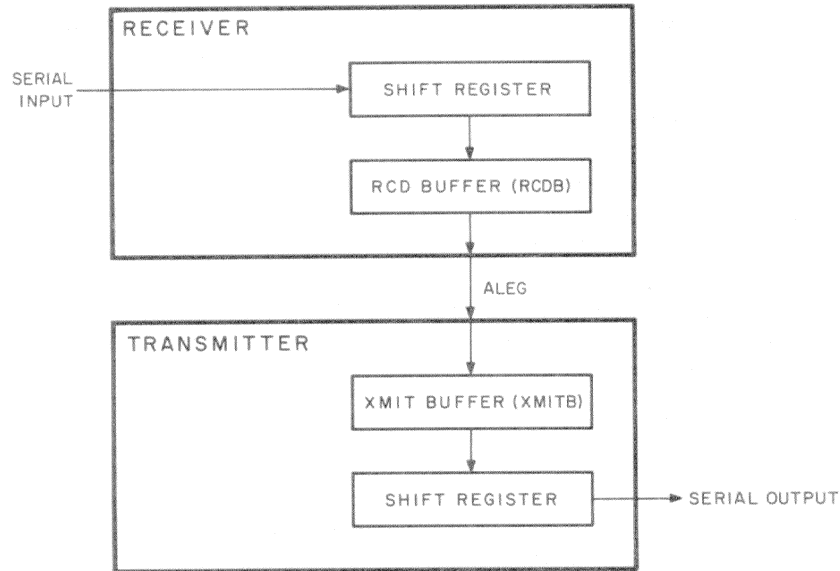 RECEIVER
SERIAL
INPUT
SHIFT REGISTER
RCD BUFFER (RCDB)
ALEG
TRANSMITTER
XMIT BUFFER (XMITB)
SHIFT REGISTER
SERIAL OUTPUT